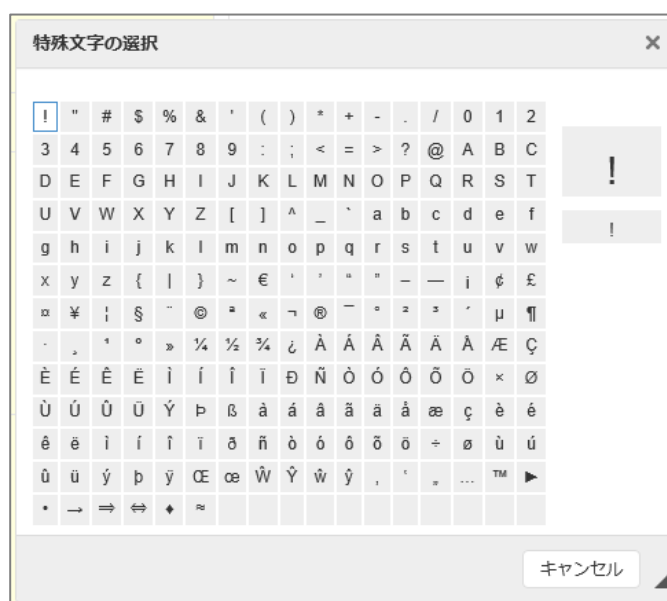 特殊文字の選択 ×
! " # $ % & ' ( ) * + - . / 0 1 2
3 4 5 6 7 8 9 : ; < = > ? @ A B C
D E F G H I J K L M N O P Q R S T
U V W X Y Z [ ] ^ _ ` a b c d e f
g h i j k l m n o p q r s t u v w
x y z { | } ~ € ‘ ’ “ ” – — ¡ ¢ £
¤ ¥ ¦ § ¨ © ª « ¬ ® ¯ ° ² ³ ´ µ ¶
· ¸ ¹ º » ¼ ½ ¾ ¿ À Á Â Ã Ä Å Æ Ç
È É Ê Ë Ì Í Î Ï Ð Ñ Ò Ó Ô Õ Ö × Ø
Ù Ú Û Ü Ý Þ ß à á â ã ä å æ ç è é
ê ë ì í î ï ð ñ ò ó ô õ ö ÷ ø ù ú
û ü ý þ ÿ Œ œ Ŵ Ŷ ŵ ŷ ‚ ‛ „ … ™ ►
• → ⇒ ⇔ ♦ ≈
!
!
キャンセル